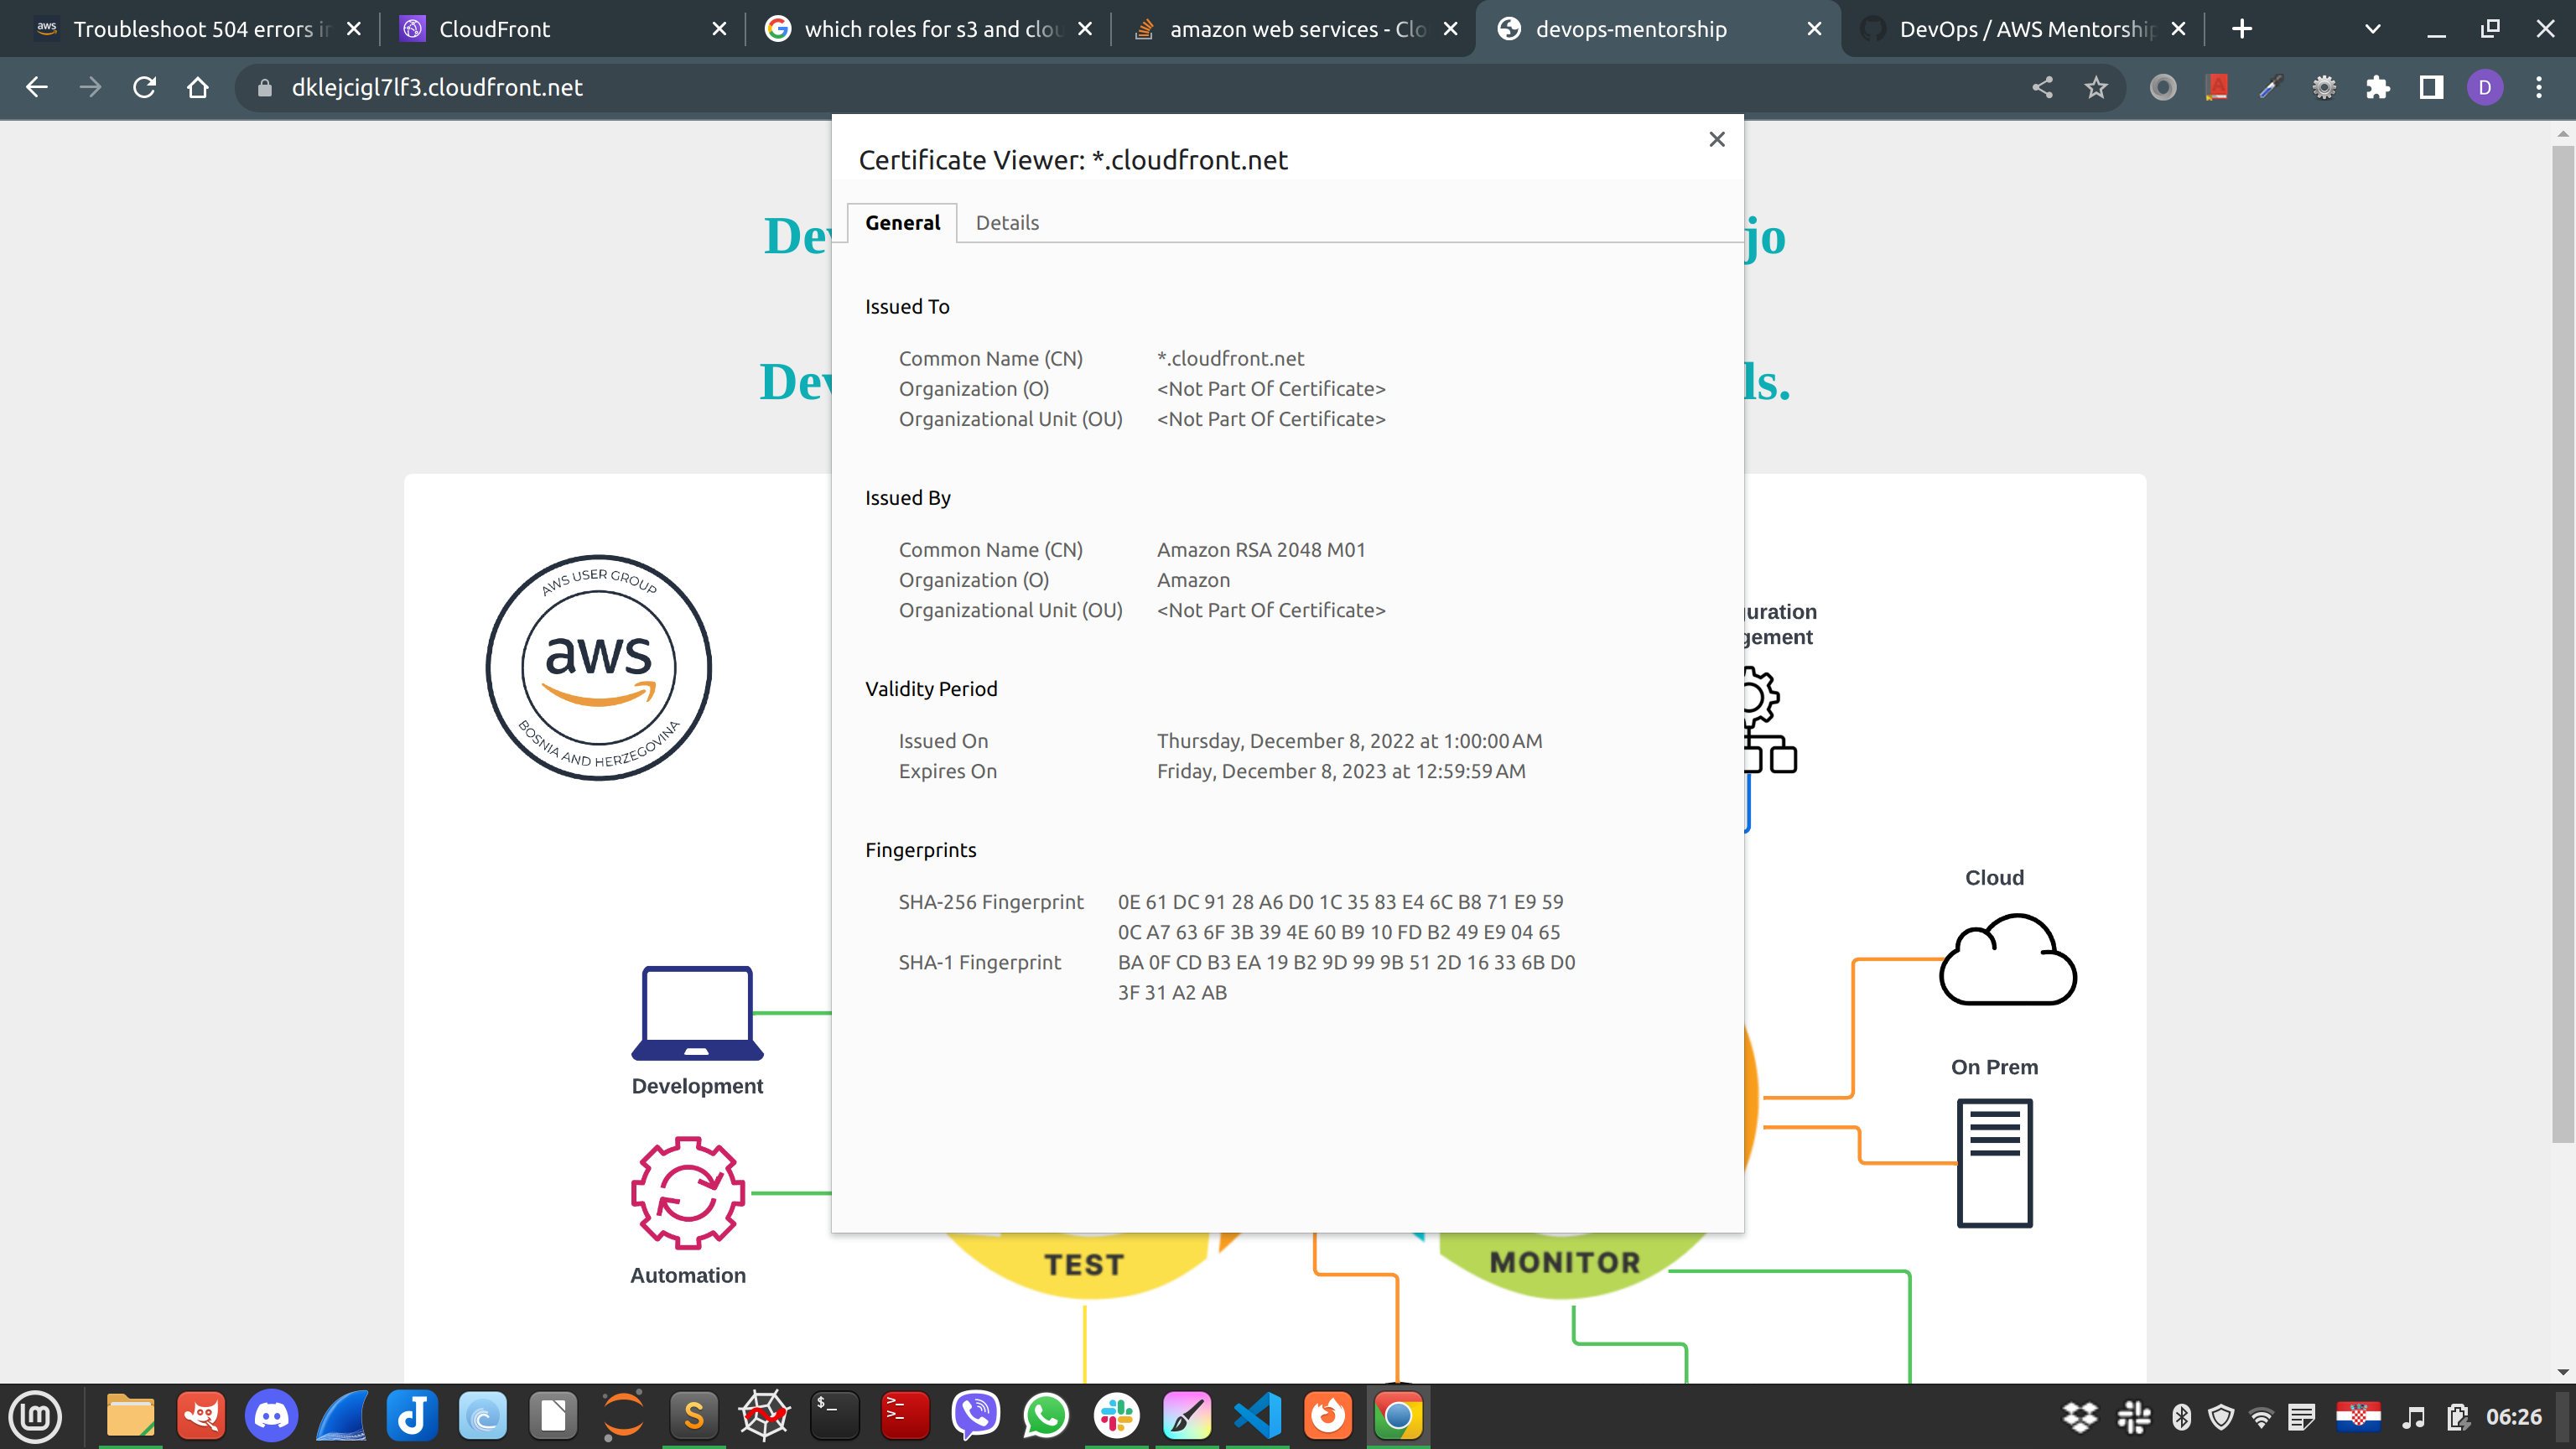 aws Troubleshoot 504 errors in
CloudFront
which roles for s3 and clou
amazon web services - Clo
devops-mentorship
DevOps / AWS Mentorship
dklejcigl7lf3.cloudfront.net
D
Certificate Viewer: *.cloudfront.net
General Details
Dev jo
Dev ls.
Issued To
Common Name (CN) *.cloudfront.net
Organization (O) <Not Part Of Certificate>
Organizational Unit (OU) <Not Part Of Certificate>
Issued By
Common Name (CN) Amazon RSA 2048 M01
Organization (O) Amazon
Organizational Unit (OU) <Not Part Of Certificate>
Validity Period
Issued On Thursday, December 8, 2022 at 1:00:00 AM
Expires On Friday, December 8, 2023 at 12:59:59 AM
Fingerprints
SHA-256 Fingerprint 0E 61 DC 91 28 A6 D0 1C 35 83 E4 6C B8 71 E9 59
0C A7 63 6F 3B 39 4E 60 B9 10 FD B2 49 E9 04 65
SHA-1 Fingerprint BA 0F CD B3 EA 19 B2 9D 99 9B 51 2D 16 33 6B D0
3F 31 A2 AB
AWS USER GROUP
aws
BOSNIA AND HERZEGOVINA
guration
gement
Cloud
On Prem
Development
Automation
TEST
MONITOR
06:26